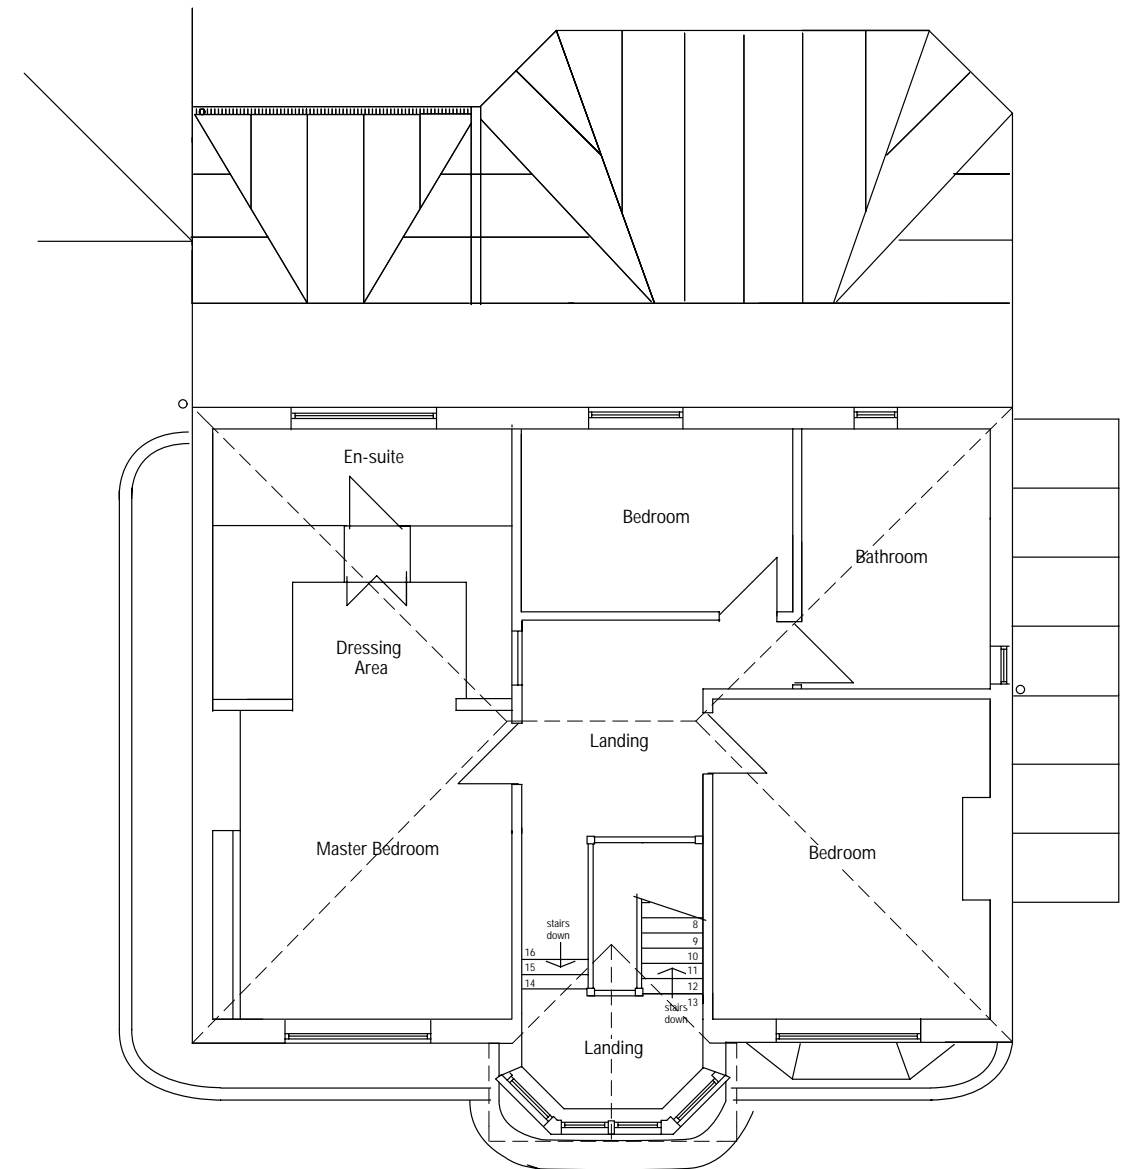 En-suite
Bedroom
Bathroom
Dressing
Area
Landing
Master Bedroom
Bedroom
stairs
down
16
15
14
8
9
10
11
12
13
stairs
down
Landing